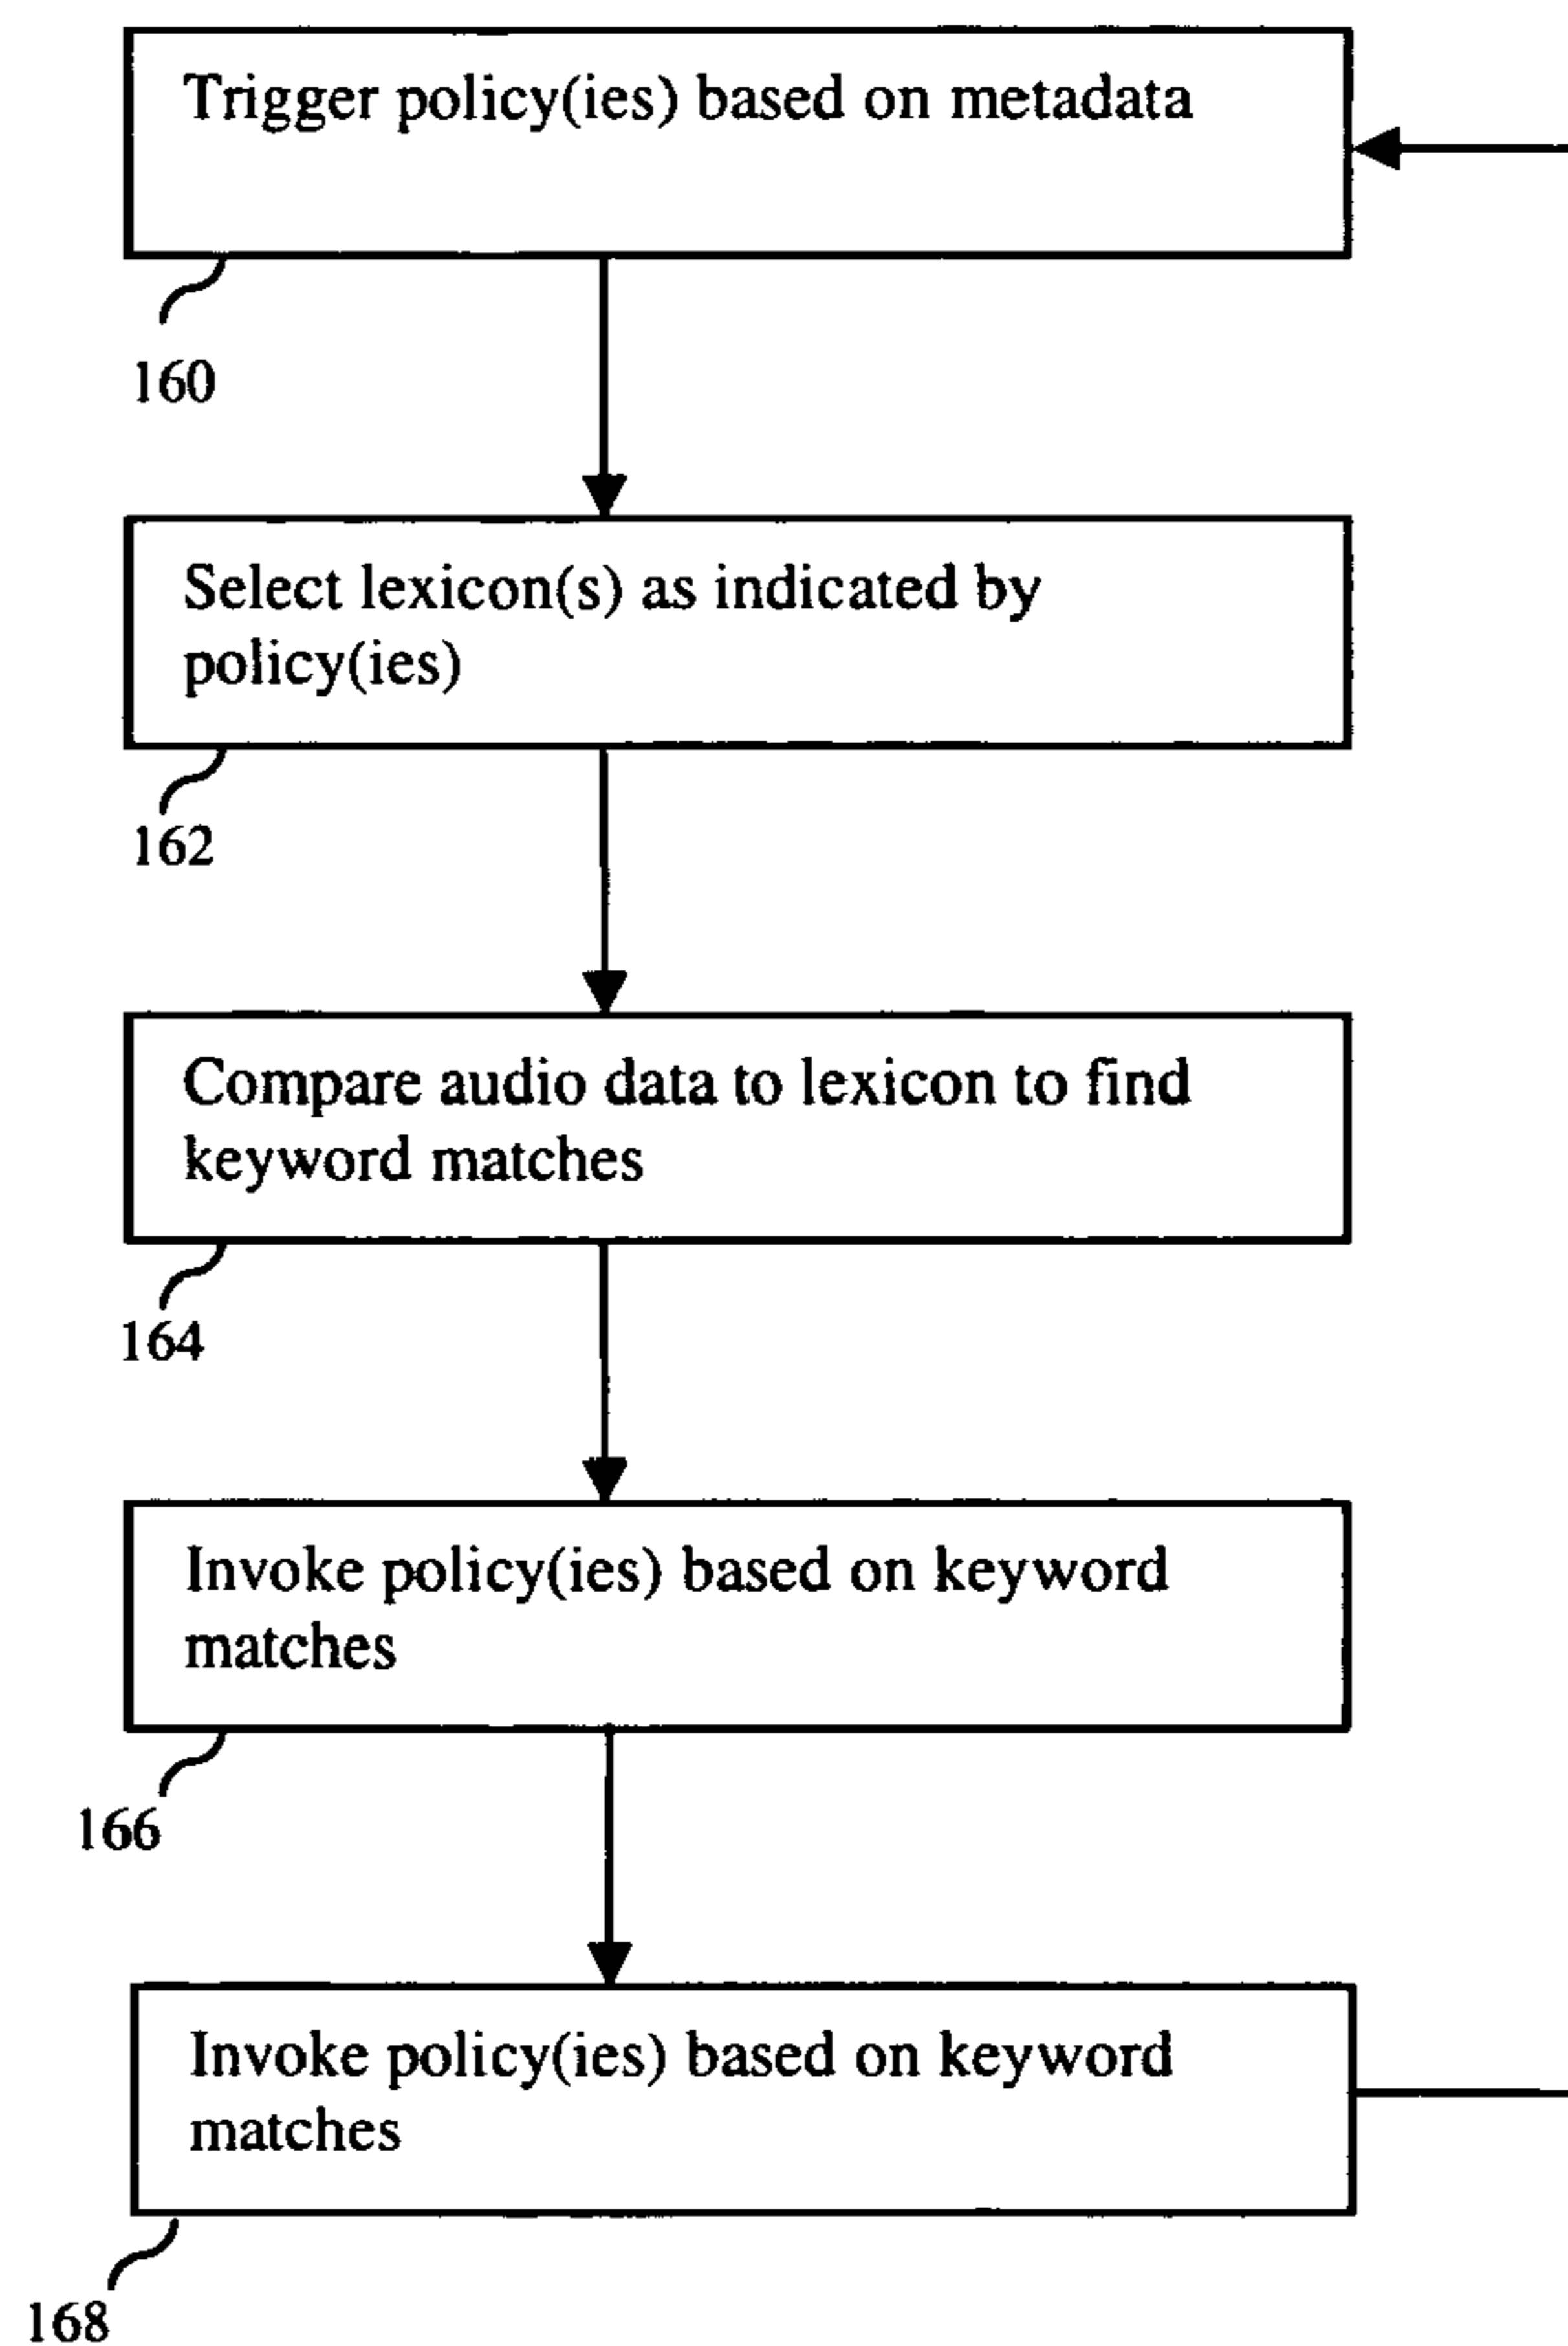 Trigger policy(ies) based on metadata
160
Select lexicon(s) as indicated by
policy(ies)
162
Compare audio data to lexicon to find
keyword matches
164
Invoke policy(ies) based on keyword
matches
166
Invoke policy(ies) based on keyword
matches
168